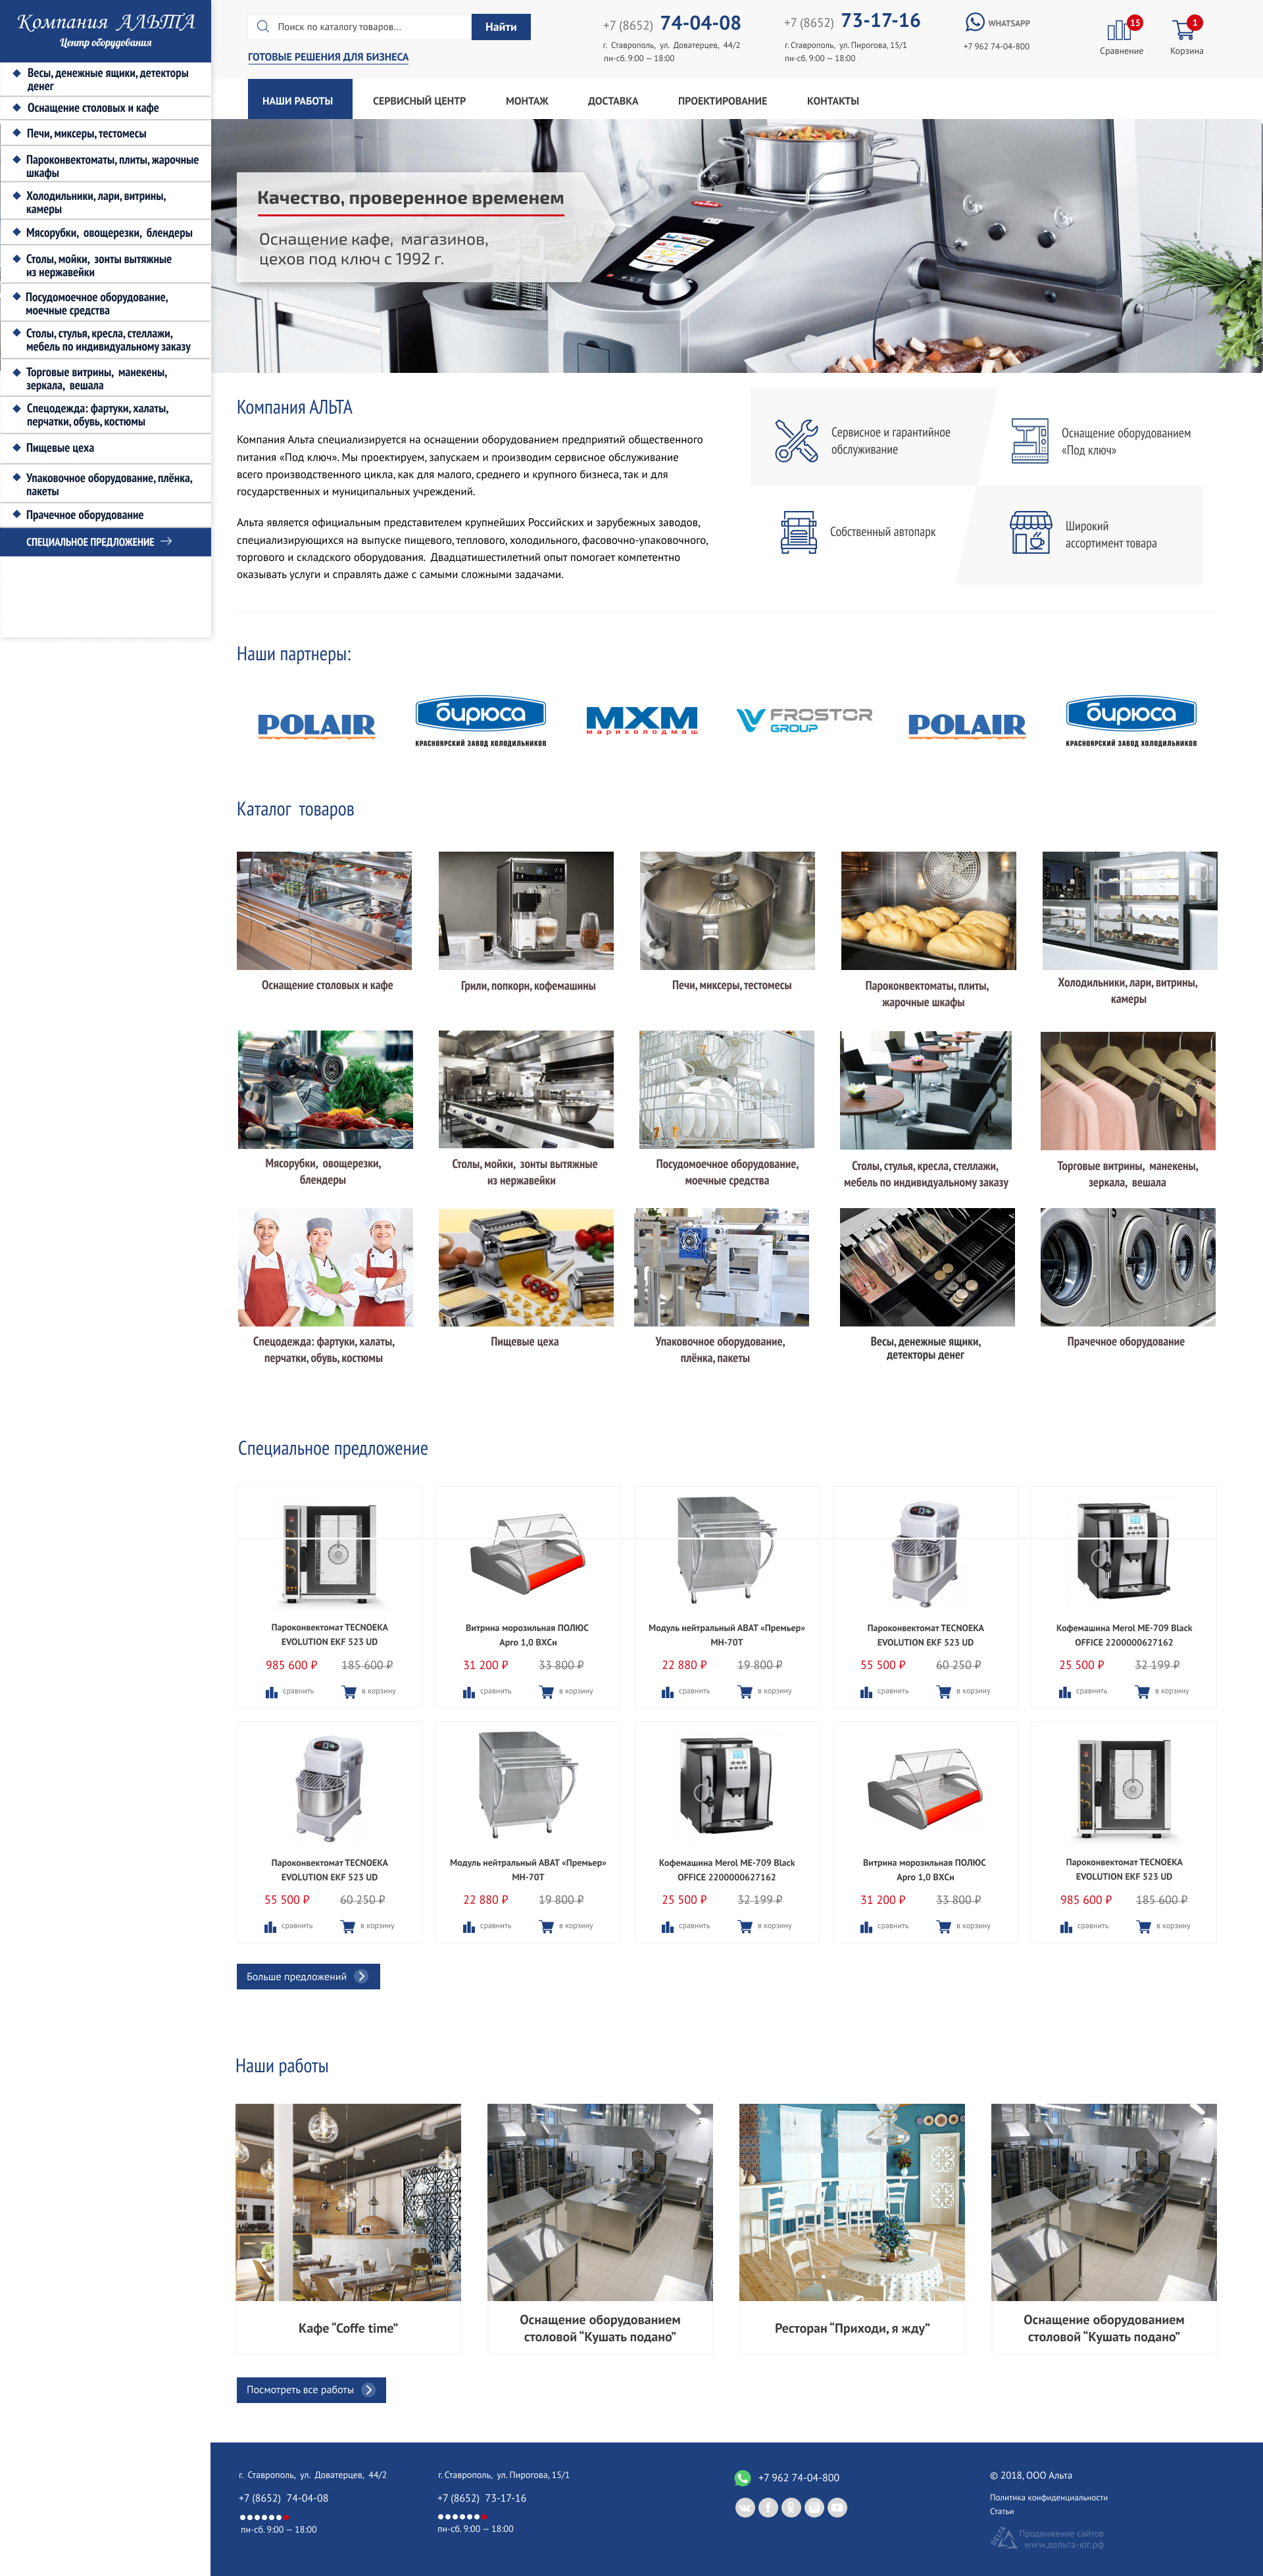 Компания АЛЬТА
Центр оборудования
Весы, денежные ящики, детекторы
денег
Оснащение столовых и кафе
Печи, миксеры, тестомесы
Пароконвектоматы, плиты, жарочные
шкафы
Холодильники, лари, витрины,
камеры
Мясорубки, овощерезки, блендеры
Столы, мойки, зонты вытяжные
из нержавейки
Посудомоечное оборудование,
моечные средства
Столы, стулья, кресла, стеллажи,
мебель по индивидуальному заказу
Торговые витрины, манекены,
зеркала, вешала
Спецодежда: фартуки, халаты,
перчатки, обувь, костюмы
Пищевые цеха
Упаковочное оборудование, плёнка,
пакеты
Прачечное оборудование
СПЕЦИАЛЬНОЕ ПРЕДЛОЖЕНИЕ
Поиск по каталогу товаров...
Найти
ГОТОВЫЕ РЕШЕНИЯ ДЛЯ БИЗНЕСА
+7 (8652) 74-04-08
г. Ставрополь, ул. Доватерцев, 44/2
пн-сб. 9:00 — 18:00
+7 (8652) 73-17-16
г. Ставрополь, ул. Пирогова, 15/1
пн-сб. 9:00 — 18:00
WHATSAPP
+7 962 74-04-800
15
Сравнение
1
Корзина
НАШИ РАБОТЫ
СЕРВИСНЫЙ ЦЕНТР
МОНТАЖ
ДОСТАВКА
ПРОЕКТИРОВАНИЕ
КОНТАКТЫ
Качество, проверенное временем
Оснащение кафе, магазинов,
цехов под ключ с 1992 г.
Компания АЛЬТА
Компания Альта специализируется на оснащении оборудованием предприятий общественного
питания «Под ключ». Мы проектируем, запускаем и производим сервисное обслуживание
всего производственного цикла, как для малого, среднего и крупного бизнеса, так и для
государственных и муниципальных учреждений.
Альта является официальным представителем крупнейших Российских и зарубежных заводов,
специализирующихся на выпуске пищевого, теплового, холодильного, фасовочно-упаковочного,
торгового и складского оборудования. Двадцатишестилетний опыт помогает компетентно
оказывать услуги и справлять даже с самыми сложными задачами.
Сервисное и гарантийное
обслуживание
Оснащение оборудованием
«Под ключ»
Собственный автопарк
Широкий
ассортимент товара
Наши партнеры:
POLAIR
бирюса
КРАСНОЯРСКИЙ ЗАВОД ХОЛОДИЛЬНИКОВ
МХМ
марихолодмаш
FROSTOR
GROUP
POLAIR
бирюса
КРАСНОЯРСКИЙ ЗАВОД ХОЛОДИЛЬНИКОВ
Каталог товаров
Оснащение столовых и кафе
Грили, попкорн, кофемашины
Печи, миксеры, тестомесы
Пароконвектоматы, плиты,
жарочные шкафы
Холодильники, лари, витрины,
камеры
Мясорубки, овощерезки,
блендеры
Столы, мойки, зонты вытяжные
из нержавейки
Посудомоечное оборудование,
моечные средства
Столы, стулья, кресла, стеллажи,
мебель по индивидуальному заказу
Торговые витрины, манекены,
зеркала, вешала
Спецодежда: фартуки, халаты,
перчатки, обувь, костюмы
Пищевые цеха
Упаковочное оборудование,
плёнка, пакеты
Весы, денежные ящики,
детекторы денег
Прачечное оборудование
Специальное предложение
Пароконвектомат TECNOEKA
EVOLUTION EKF 523 UD
985 600 ₽ 185 600 ₽
сравнить в корзину
Витрина морозильная ПОЛЮС
Арго 1,0 ВХСн
31 200 ₽ 33 800 ₽
сравнить в корзину
Модуль нейтральный ABAT «Премьер»
МН-70Т
22 880 ₽ 19 800 ₽
сравнить в корзину
Пароконвектомат TECNOEKA
EVOLUTION EKF 523 UD
55 500 ₽ 60 250 ₽
сравнить в корзину
Кофемашина Merol ME-709 Black
OFFICE 2200000627162
25 500 ₽ 32 199 ₽
сравнить в корзину
Пароконвектомат TECNOEKA
EVOLUTION EKF 523 UD
55 500 ₽ 60 250 ₽
сравнить в корзину
Модуль нейтральный ABAT «Премьер»
МН-70Т
22 880 ₽ 19 800 ₽
сравнить в корзину
Кофемашина Merol ME-709 Black
OFFICE 2200000627162
25 500 ₽ 32 199 ₽
сравнить в корзину
Витрина морозильная ПОЛЮС
Арго 1,0 ВХСн
31 200 ₽ 33 800 ₽
сравнить в корзину
Пароконвектомат TECNOEKA
EVOLUTION EKF 523 UD
985 600 ₽ 185 600 ₽
сравнить в корзину
Больше предложений
Наши работы
Кафе “Coffe time”
Оснащение оборудованием
столовой “Кушать подано”
Ресторан “Приходи, я жду”
Оснащение оборудованием
столовой “Кушать подано”
Посмотреть все работы
г. Ставрополь, ул. Доватерцев, 44/2
+7 (8652) 74-04-08
пн-сб. 9:00 — 18:00
г. Ставрополь, ул. Пирогова, 15/1
+7 (8652) 73-17-16
пн-сб. 9:00 — 18:00
+7 962 74-04-800
© 2018, ООО Альта
Политика конфиденциальности
Статьи
DELTA
Продвижение сайтов
www.дельта-юг.рф